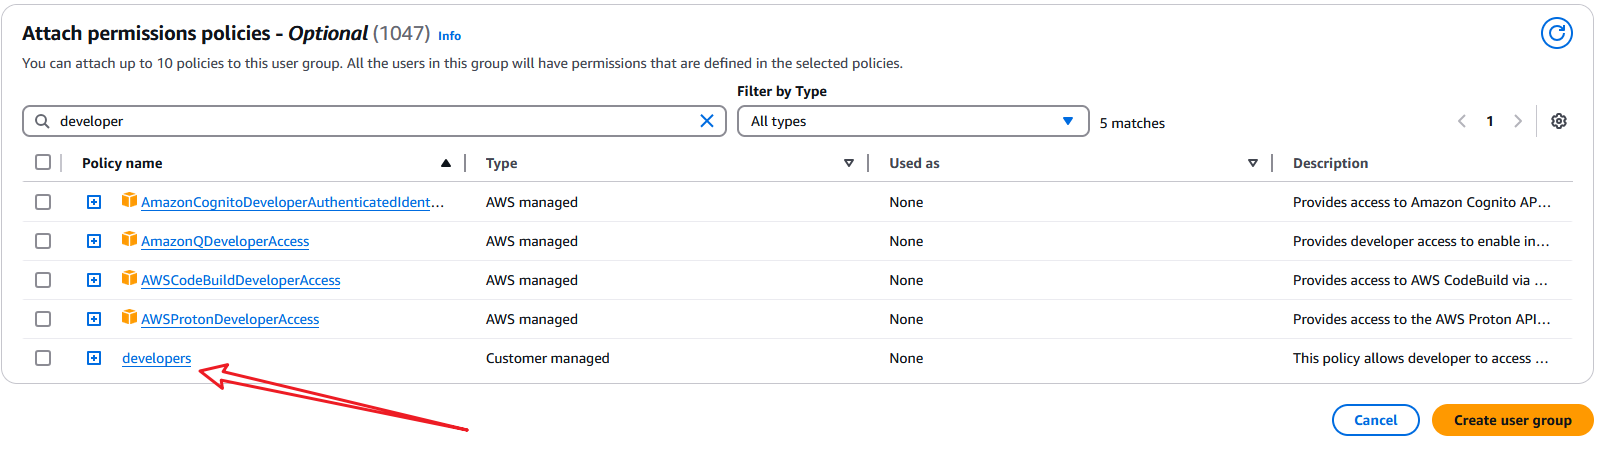 Attach permissions policies - Optional (1047) Info
You can attach up to 10 policies to this user group. All the users in this group will have permissions that are defined in the selected policies.
Filter by Type
developer All types 5 matches 1
Policy name Type Used as Description
AmazonCognitoDeveloperAuthenticatedIdent... AWS managed None Provides access to Amazon Cognito AP...
AmazonQDeveloperAccess AWS managed None Provides developer access to enable in...
AWSCodeBuildDeveloperAccess AWS managed None Provides access to AWS CodeBuild via ...
AWSProtonDeveloperAccess AWS managed None Provides access to the AWS Proton API...
developers Customer managed None This policy allows developer to access ...
Cancel Create user group